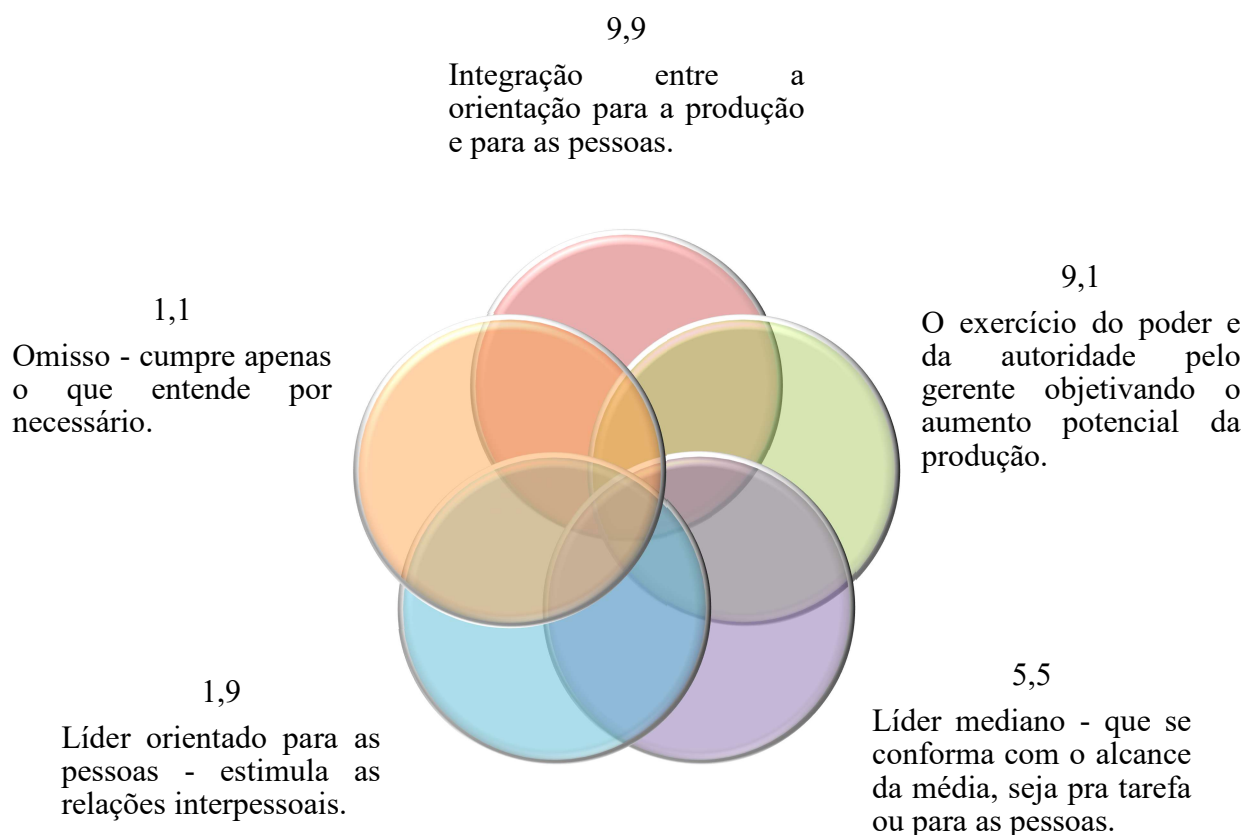 9,9
Integração entre a
orientação para a produção
e para as pessoas.
9,1
O exercício do poder e
da autoridade pelo
gerente objetivando o
aumento potencial da
produção.
5,5
Líder mediano - que se
conforma com o alcance
da média, seja pra tarefa
ou para as pessoas.
1,9
Líder orientado para as
pessoas - estimula as
relações interpessoais.
1,1
Omisso - cumpre apenas
o que entende por
necessário.